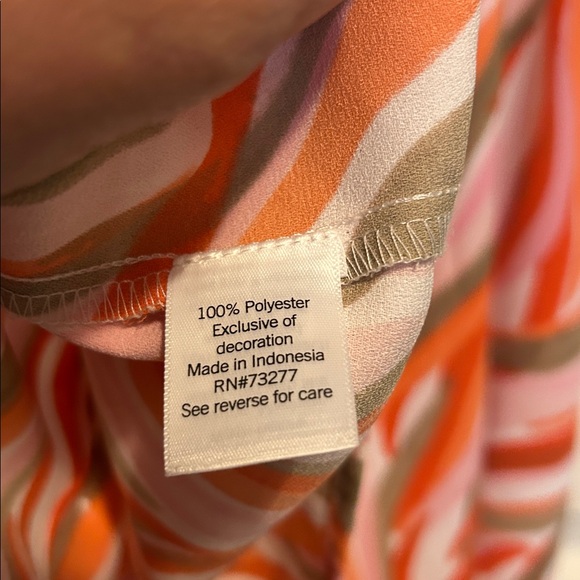 100% Polyester
Exclusive of
decoration
Made in Indonesia
RN#73277
See reverse for care